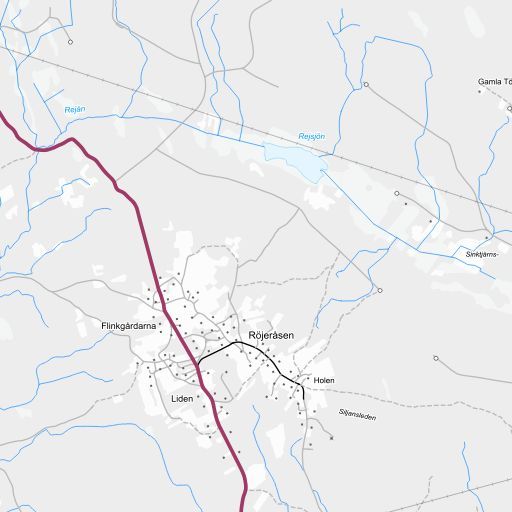 Gamla Tö
Rejån
Rejsjön
Sinktjärns-
Flinkgårdarna
Röjeråsen
Holen
Liden
Siljansleden